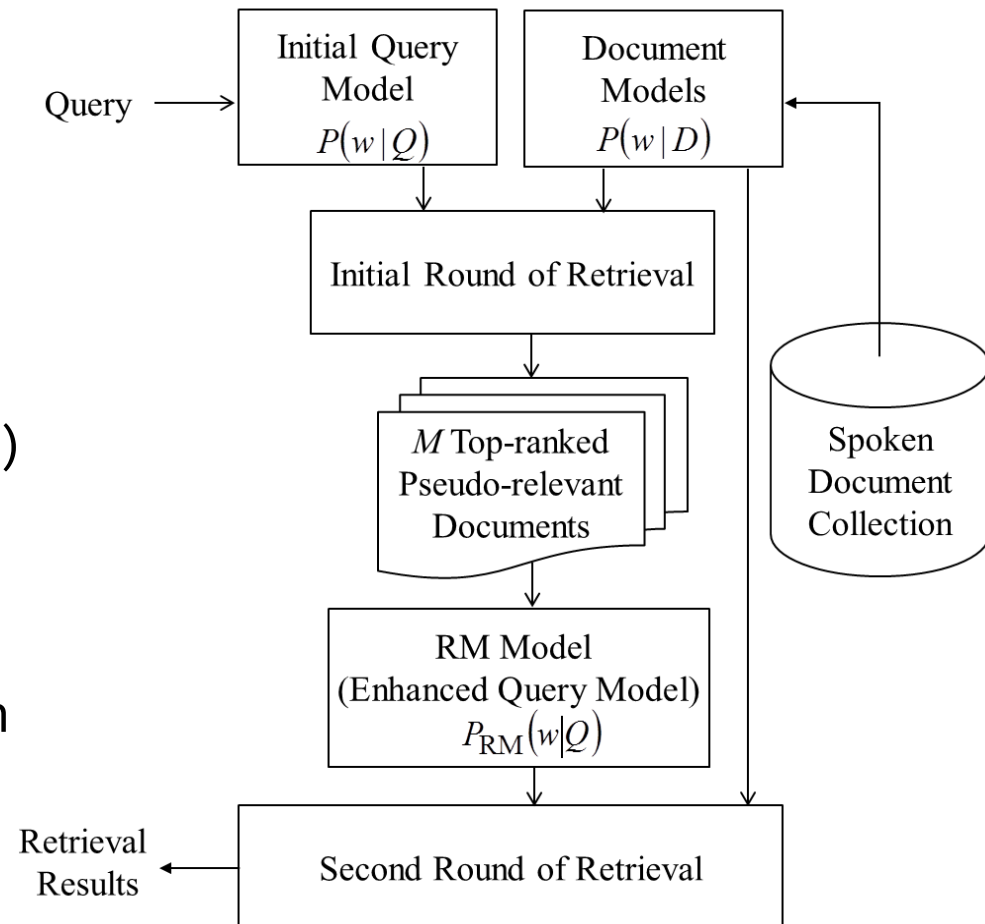 Initial Query
Model
P(w|Q)
Document
Models
P(w|D)
Query
Initial Round of Retrieval
)
M Top-ranked
Pseudo-relevant
Documents
Spoken
Document
Collection
RM Model
(Enhanced Query Model)
P_RM(w|Q)
n
Retrieval
Results
Second Round of Retrieval